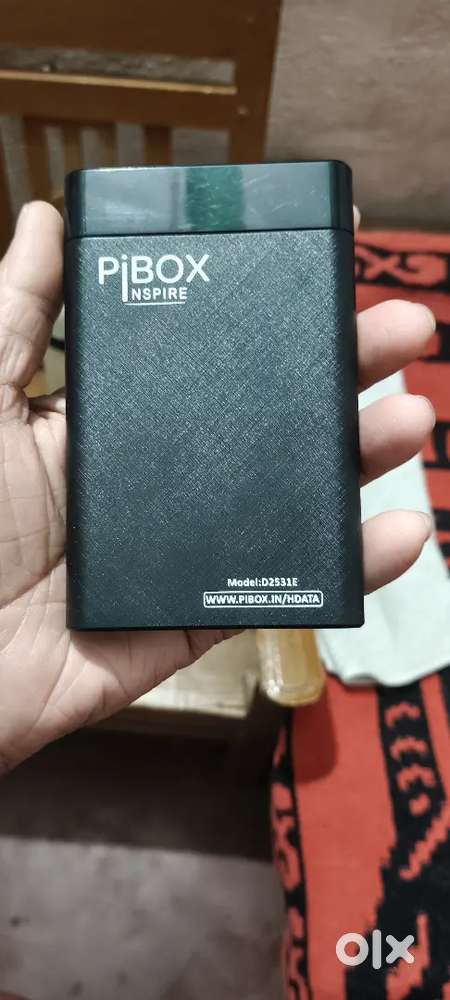 PiBOX
INSPIRE
Model:D2531E
WWW.PIBOX.IN/HDATA
olx